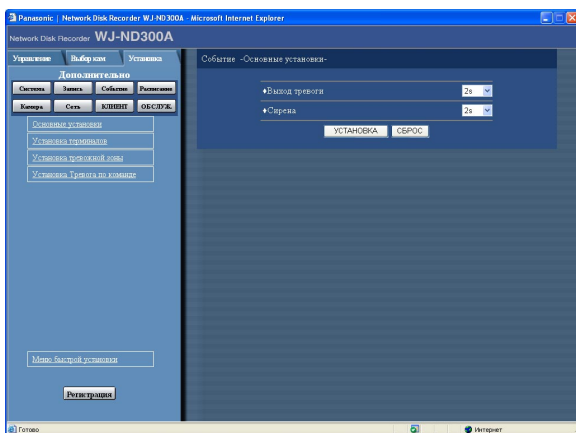 Panasonic | Network Disk Recorder WJ-ND300A - Microsoft Internet Explorer
Network Disk Recorder WJ-ND300A
Управление Выбор кам Установка
Дополнительно
Система Запись Событие Расписание
Камера Сеть КЛИЕНТ ОБСЛУЖ.
Основные установки
Установка терминалов
Установка тревожной зоны
Установка Тревога по команде
Меню быстрой установки
Регистрация
Событие -Основные установки-
♦Выход тревоги 2s
♦Сирена 2s
УСТАНОВКА СБРОС
Готово Интернет